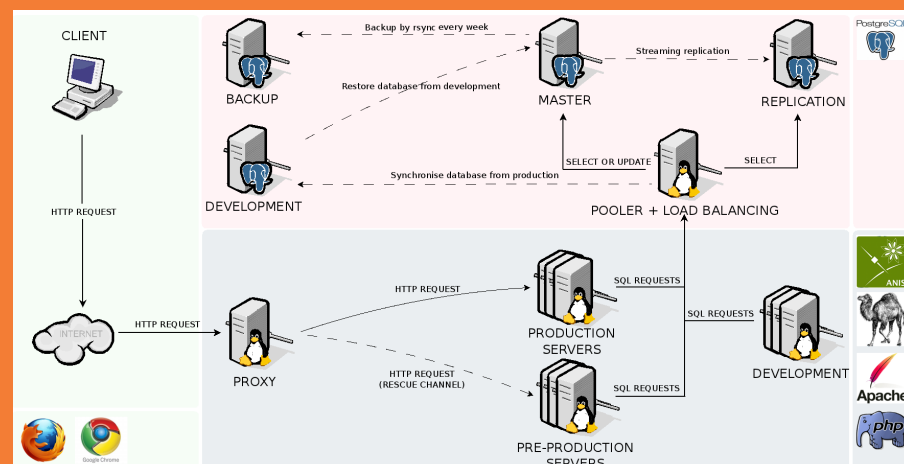 CLIENT
Backup by rsync every week
Streaming replication
PostgreSQL
Restore database from development
BACKUP
MASTER
REPLICATION
SELECT OR UPDATE
SELECT
Synchronise database from production
HTTP REQUEST
DEVELOPMENT
POOLER + LOAD BALANCING
SQL REQUESTS
HTTP REQUEST
ANIS
SQL REQUESTS
HTTP REQUEST
INTERNET
PRODUCTION
SERVERS
PROXY
HTTP REQUEST
(RESCUE CHANNEL)
DEVELOPMENT
SQL REQUESTS
Apache
php
PRE-PRODUCTION
SERVERS
Google Chrome